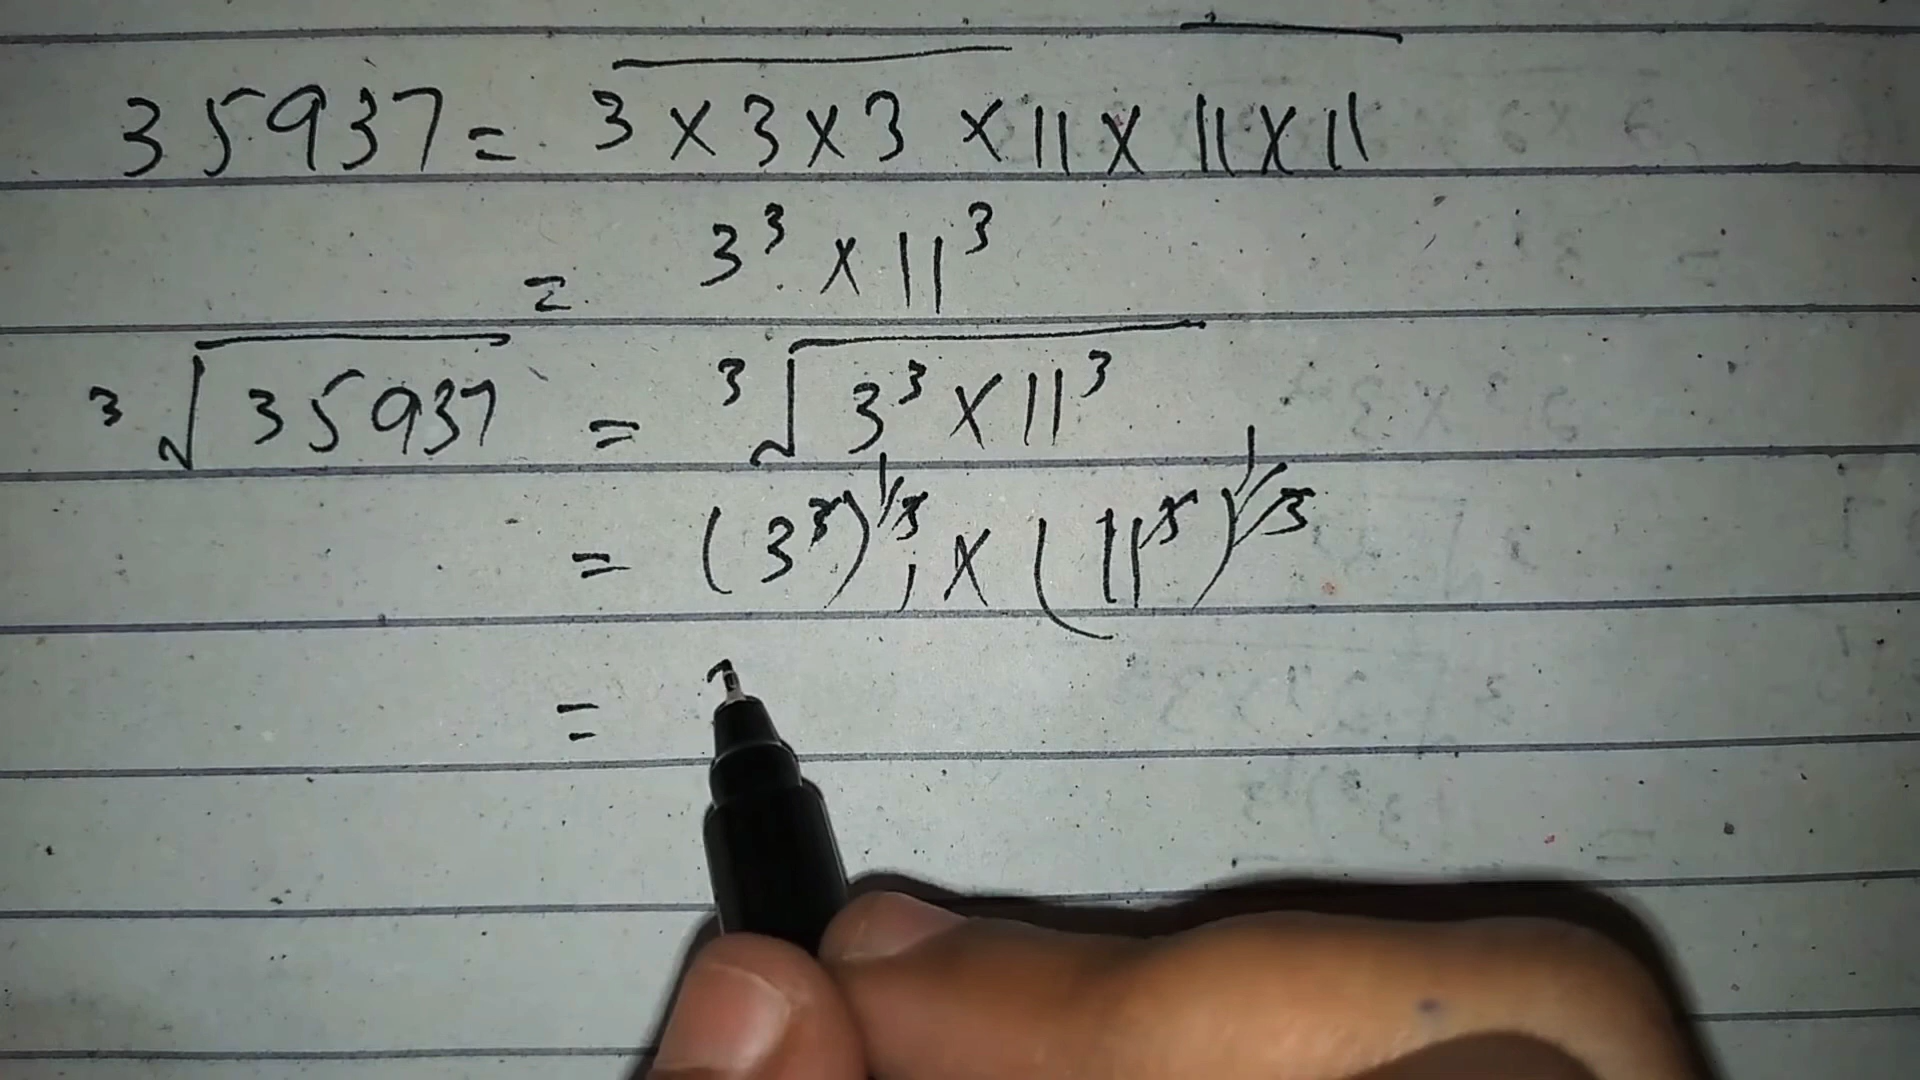 35937 = 3 × 3 × 3 × 11 × 11 × 11
= 3³ × 11³
³√35937 = ³√3³ × 11³
= (3³)^1/3 × (11³)^1/3
=